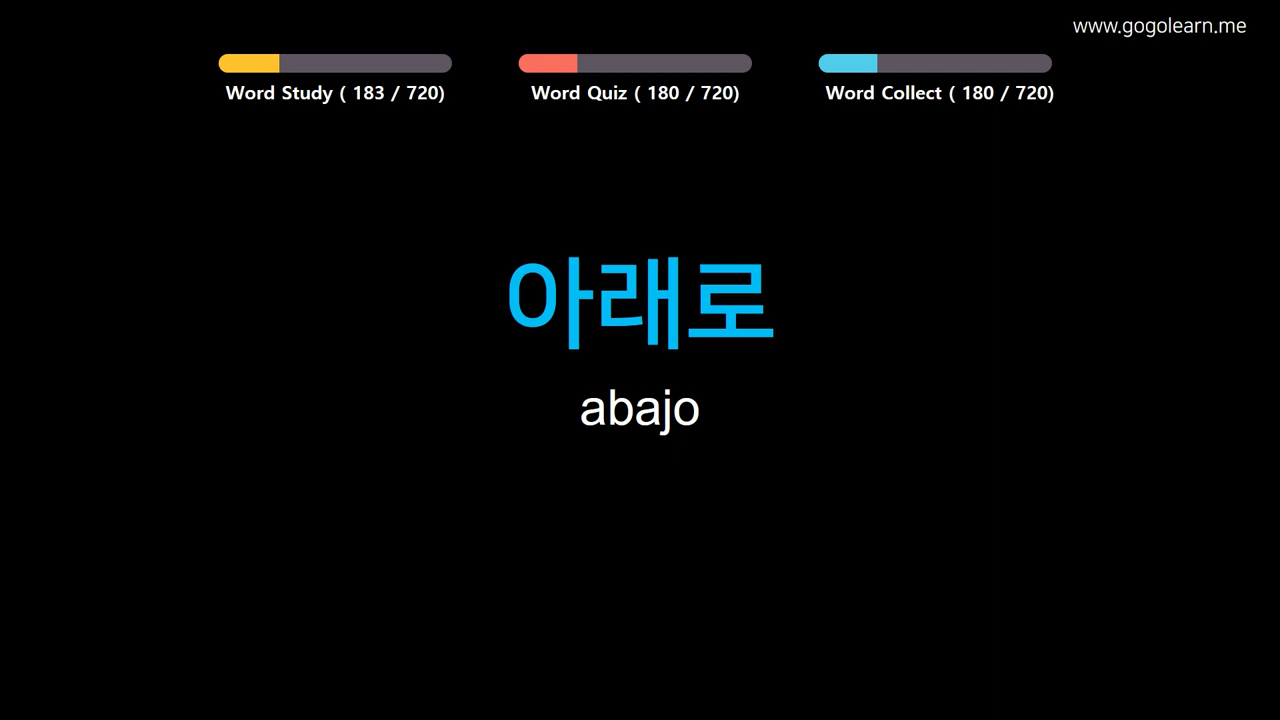 www.gogolearn.me
Word Study ( 183 / 720)
Word Quiz ( 180 / 720)
Word Collect ( 180 / 720)
아래로
abajo